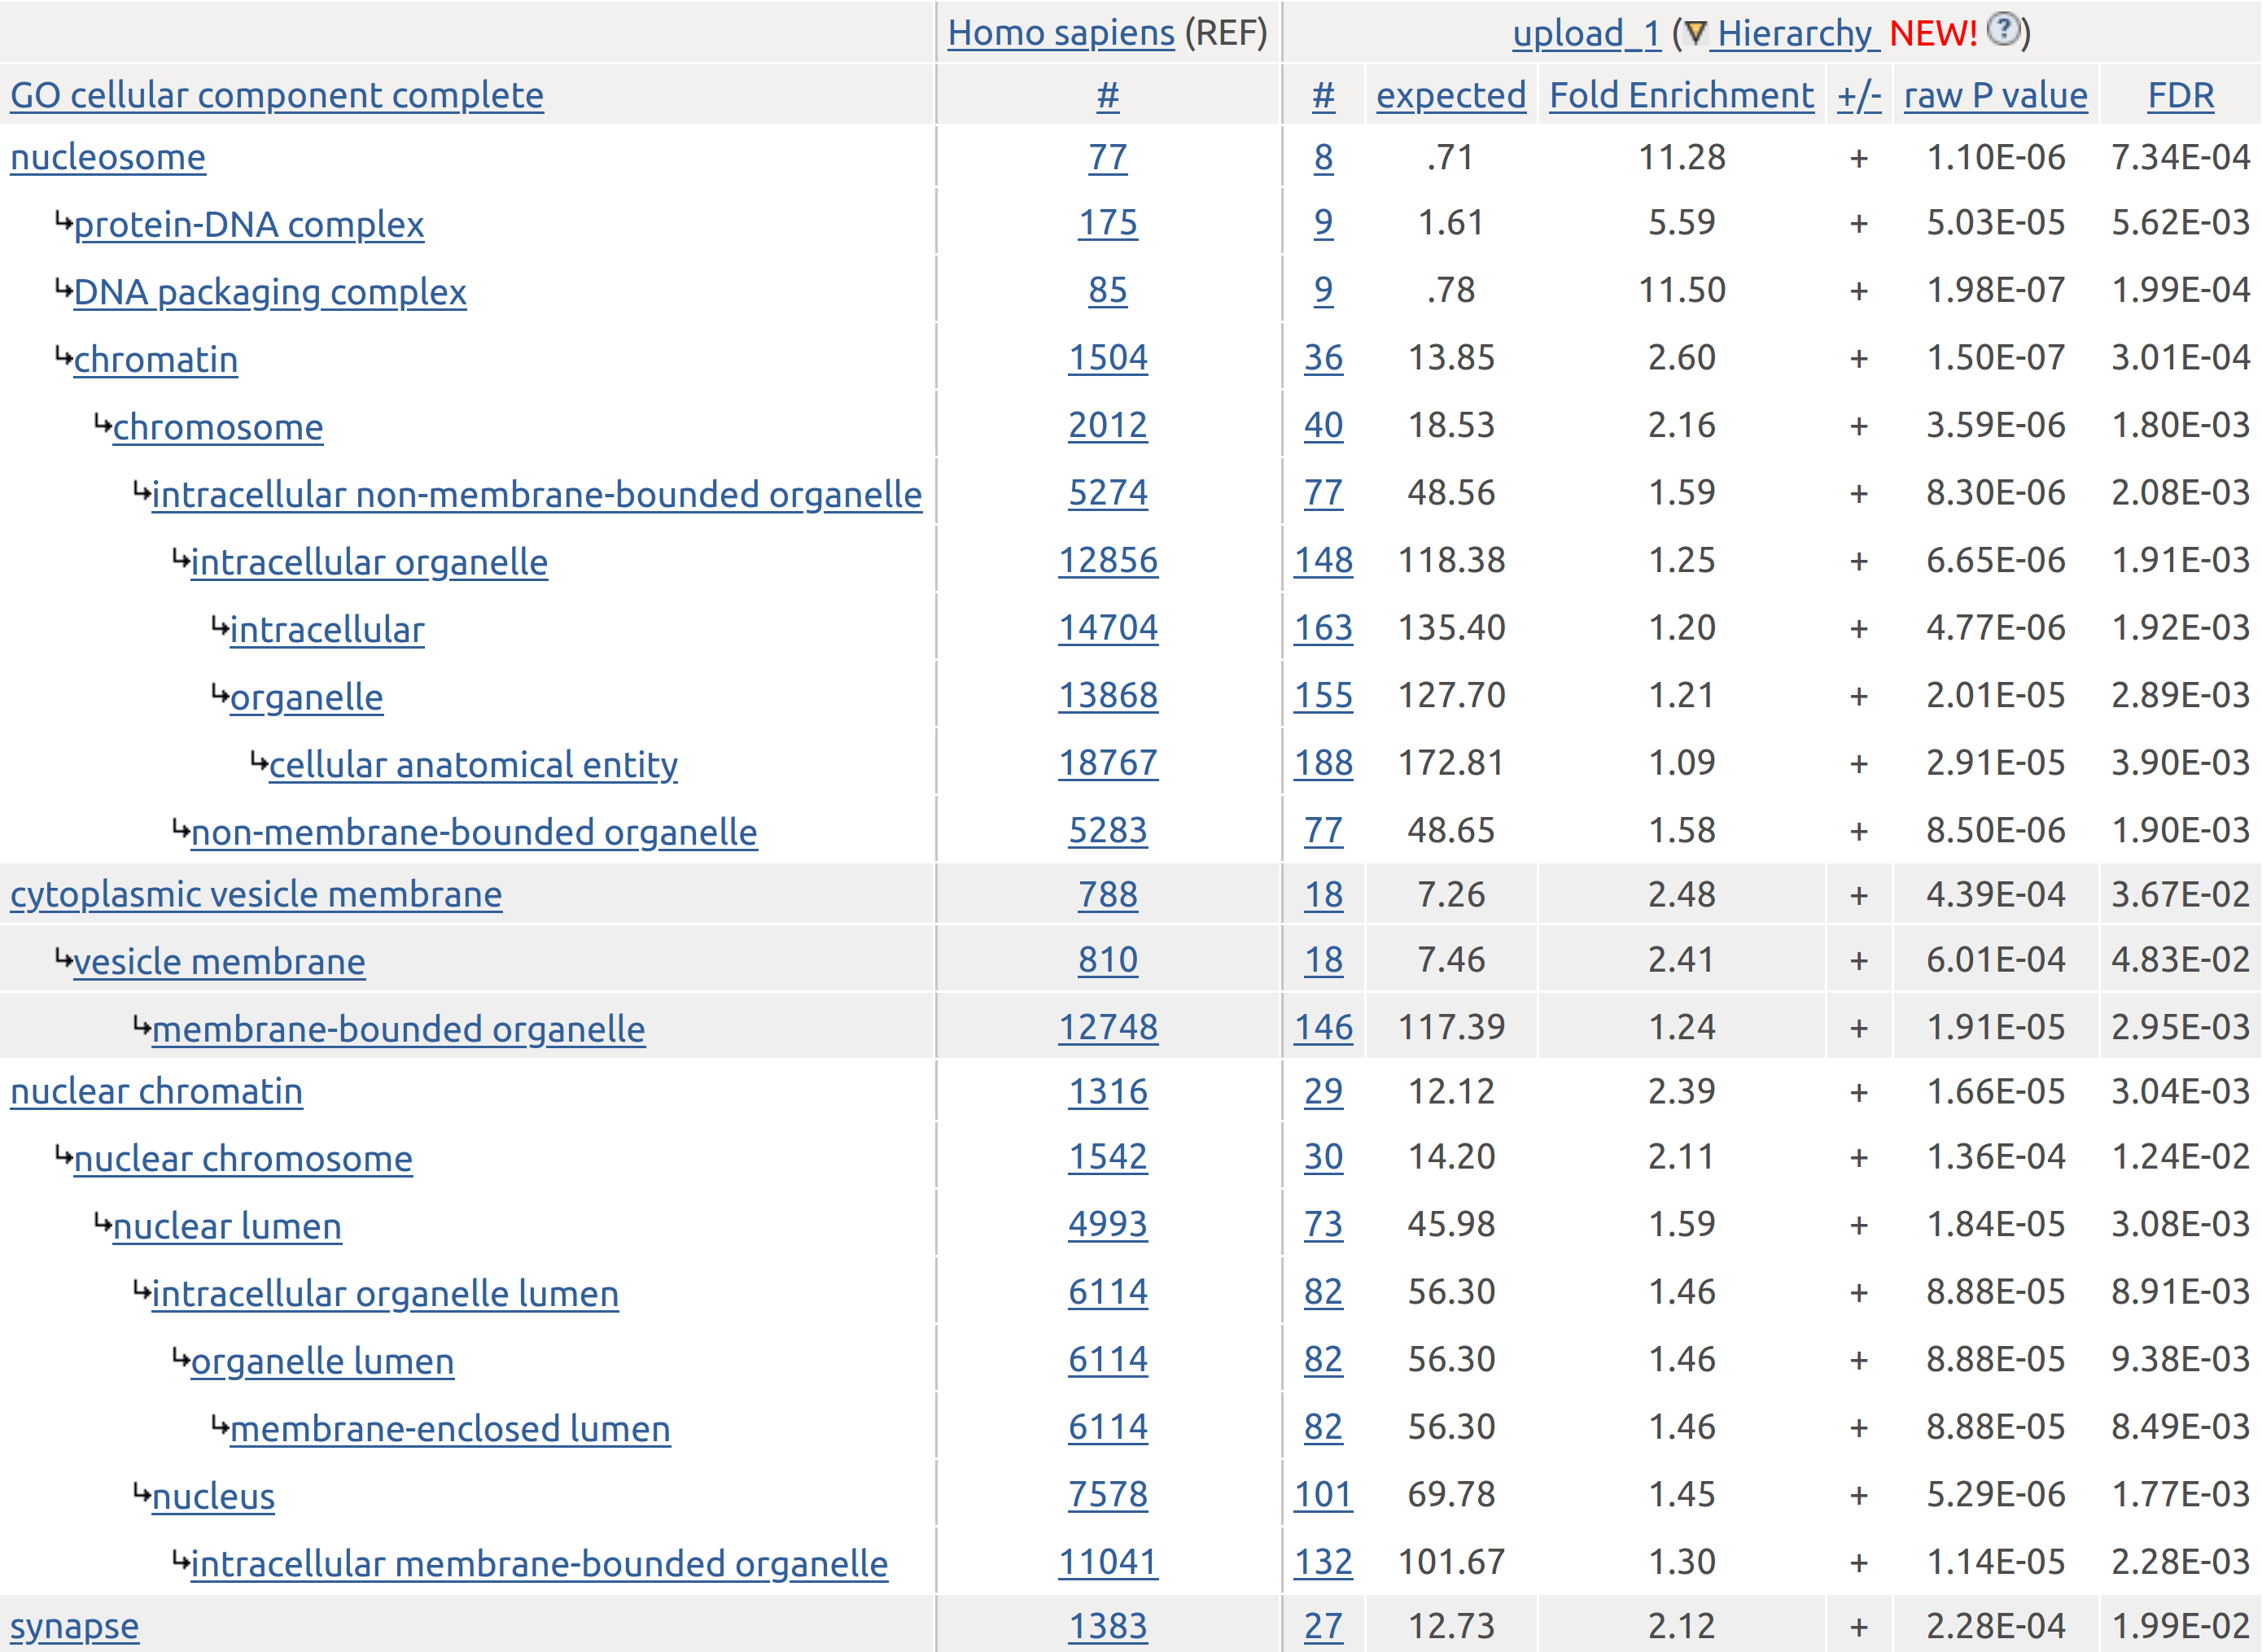 Homo sapiens (REF) upload_1 (▼ Hierarchy NEW! ?)
GO cellular component complete # # expected Fold Enrichment +/- raw P value FDR
nucleosome 77 8 .71 11.28 + 1.10E-06 7.34E-04
↳protein-DNA complex 175 9 1.61 5.59 + 5.03E-05 5.62E-03
↳DNA packaging complex 85 9 .78 11.50 + 1.98E-07 1.99E-04
↳chromatin 1504 36 13.85 2.60 + 1.50E-07 3.01E-04
↳chromosome 2012 40 18.53 2.16 + 3.59E-06 1.80E-03
↳intracellular non-membrane-bounded organelle 5274 77 48.56 1.59 + 8.30E-06 2.08E-03
↳intracellular organelle 12856 148 118.38 1.25 + 6.65E-06 1.91E-03
↳intracellular 14704 163 135.40 1.20 + 4.77E-06 1.92E-03
↳organelle 13868 155 127.70 1.21 + 2.01E-05 2.89E-03
↳cellular anatomical entity 18767 188 172.81 1.09 + 2.91E-05 3.90E-03
↳non-membrane-bounded organelle 5283 77 48.65 1.58 + 8.50E-06 1.90E-03
cytoplasmic vesicle membrane 788 18 7.26 2.48 + 4.39E-04 3.67E-02
↳vesicle membrane 810 18 7.46 2.41 + 6.01E-04 4.83E-02
↳membrane-bounded organelle 12748 146 117.39 1.24 + 1.91E-05 2.95E-03
nuclear chromatin 1316 29 12.12 2.39 + 1.66E-05 3.04E-03
↳nuclear chromosome 1542 30 14.20 2.11 + 1.36E-04 1.24E-02
↳nuclear lumen 4993 73 45.98 1.59 + 1.84E-05 3.08E-03
↳intracellular organelle lumen 6114 82 56.30 1.46 + 8.88E-05 8.91E-03
↳organelle lumen 6114 82 56.30 1.46 + 8.88E-05 9.38E-03
↳membrane-enclosed lumen 6114 82 56.30 1.46 + 8.88E-05 8.49E-03
↳nucleus 7578 101 69.78 1.45 + 5.29E-06 1.77E-03
↳intracellular membrane-bounded organelle 11041 132 101.67 1.30 + 1.14E-05 2.28E-03
synapse 1383 27 12.73 2.12 + 2.28E-04 1.99E-02